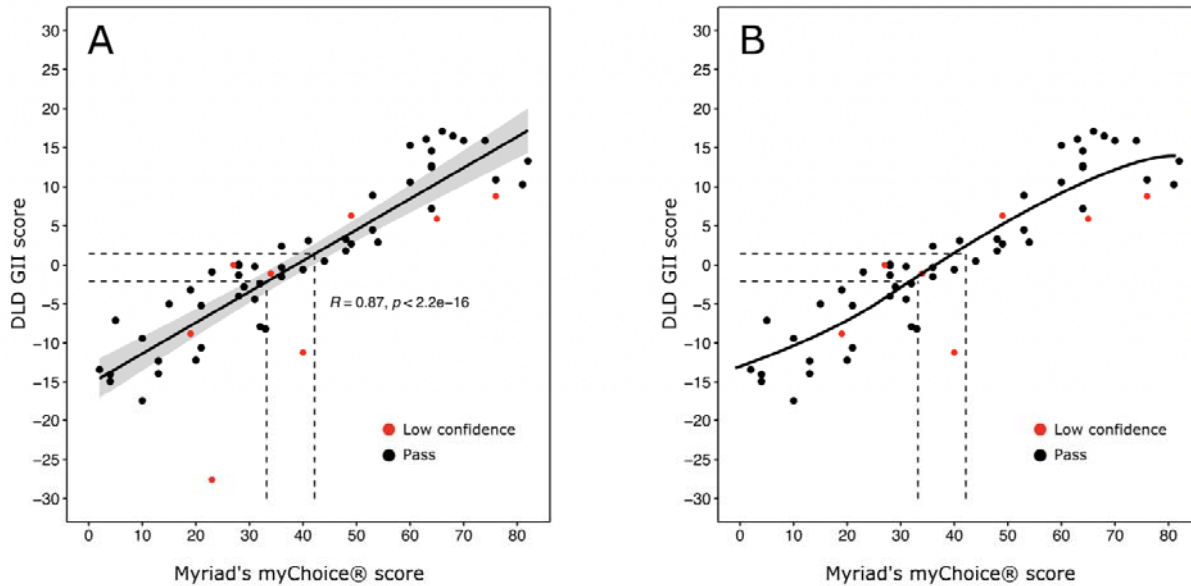 A
DLD GII score
30
25
20
15
10
5
0
−5
−10
−15
−20
−25
−30
R = 0.87, p < 2.2e−16
Low confidence
Pass
0 10 20 30 40 50 60 70 80
Myriad's myChoice® score
B
DLD GII score
30
25
20
15
10
5
0
−5
−10
−15
−20
−25
−30
Low confidence
Pass
0 10 20 30 40 50 60 70 80
Myriad's myChoice® score